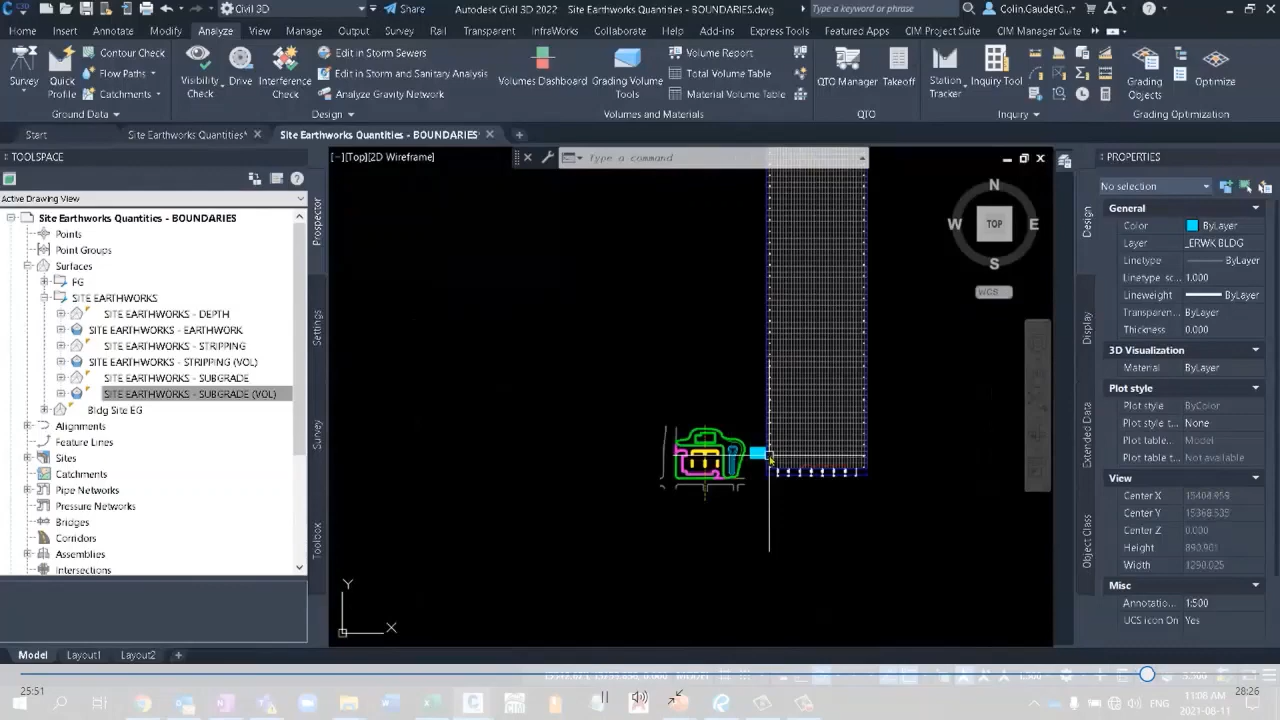 Civil 3D
Share
Autodesk Civil 3D 2022 Site Earthworks Quantities - BOUNDARIES.dwg
Type a keyword or phrase
Colin.GaudetG...
Home Insert Annotate Modify Analyze View Manage Output Survey Rail Transparent InfraWorks Collaborate Help Add-ins Express Tools Featured Apps CIM Project Suite CIM Manager Suite
Survey
Quick Profile
Contour Check
Flow Paths
Catchments
Ground Data
Visibility Check
Drive
Interference Check
Edit in Storm Sewers
Edit in Storm and Sanitary Analysis
Analyze Gravity Network
Design
Volumes Dashboard
Grading Volume Tools
Volume Report
Total Volume Table
Material Volume Table
Volumes and Materials
QTO Manager
Takeoff
QTO
Station Tracker
Inquiry Tool
Inquiry
Grading Objects
Optimize
Grading Optimization
Start
Site Earthworks Quantities*
Site Earthworks Quantities - BOUNDARIES*
TOOLSPACE
Active Drawing View
Site Earthworks Quantities - BOUNDARIES
Points
Point Groups
Surfaces
FG
SITE EARTHWORKS
SITE EARTHWORKS - DEPTH
SITE EARTHWORKS - EARTHWORK
SITE EARTHWORKS - STRIPPING
SITE EARTHWORKS - STRIPPING (VOL)
SITE EARTHWORKS - SUBGRADE
SITE EARTHWORKS - SUBGRADE (VOL)
Bldg Site EG
Alignments
Feature Lines
Sites
Catchments
Pipe Networks
Pressure Networks
Bridges
Corridors
Assemblies
Intersections
Prospector
Settings
Survey
Toolbox
[−][Top][2D Wireframe]
Type a command
N
W TOP E
S
WCS
Y
X
PROPERTIES
No selection
General
Color ByLayer
Layer _ERWK BLDG
Linetype ByLayer
Linetype sc... 1.000
Lineweight ByLayer
Transparen... ByLayer
Thickness 0.000
3D Visualization
Material ByLayer
Plot style
Plot style ByColor
Plot style t... None
Plot table ... Model
Plot table t... Not available
View
Center X 15404.959
Center Y
Center Z 0.000
Height 890.901
Width 1290.025
Misc
Annotatio... 1:500
UCS icon On Yes
Design
Display
Extended Data
Object Class
Model Layout1 Layout2
25:51
28:26
ENG
11:08 AM
2021-08-11